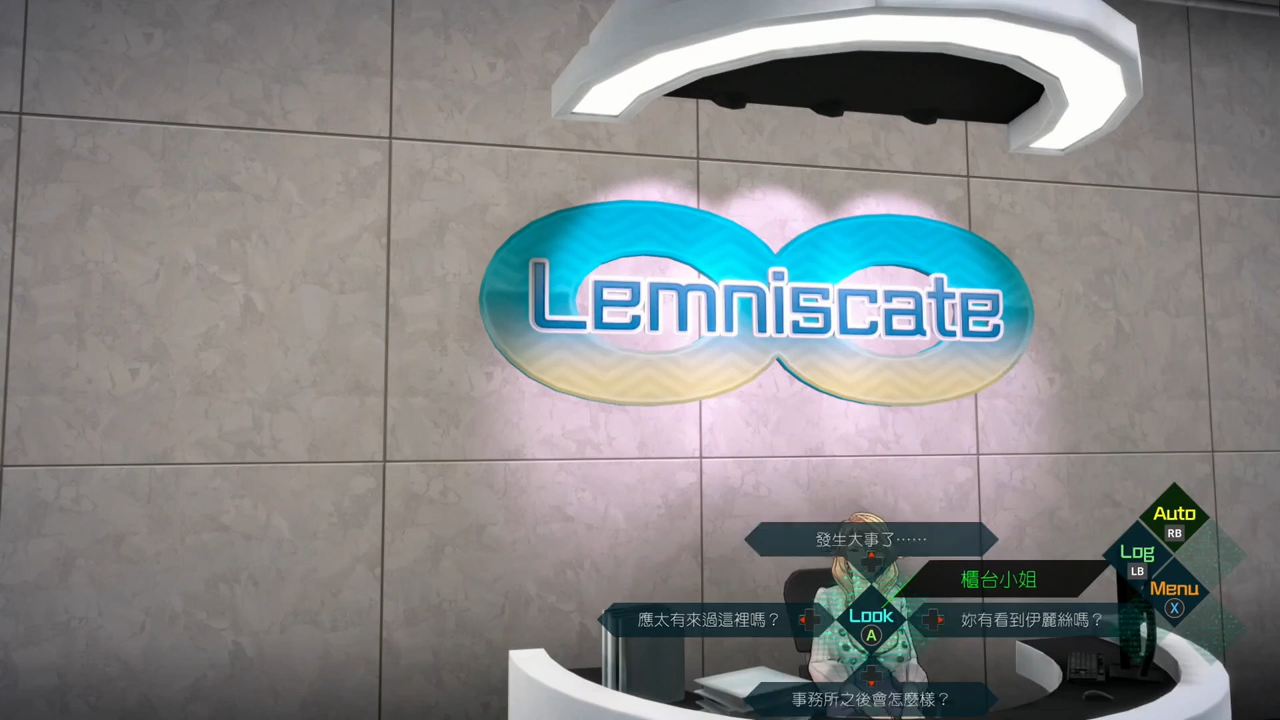 Lemniscate
Auto
RB
發生大事了⋯⋯
Log
LB
櫃台小姐
Menu
X
應太有來過這裡嗎？
Look
A
妳有看到伊麗絲嗎？
事務所之後會怎麼樣？